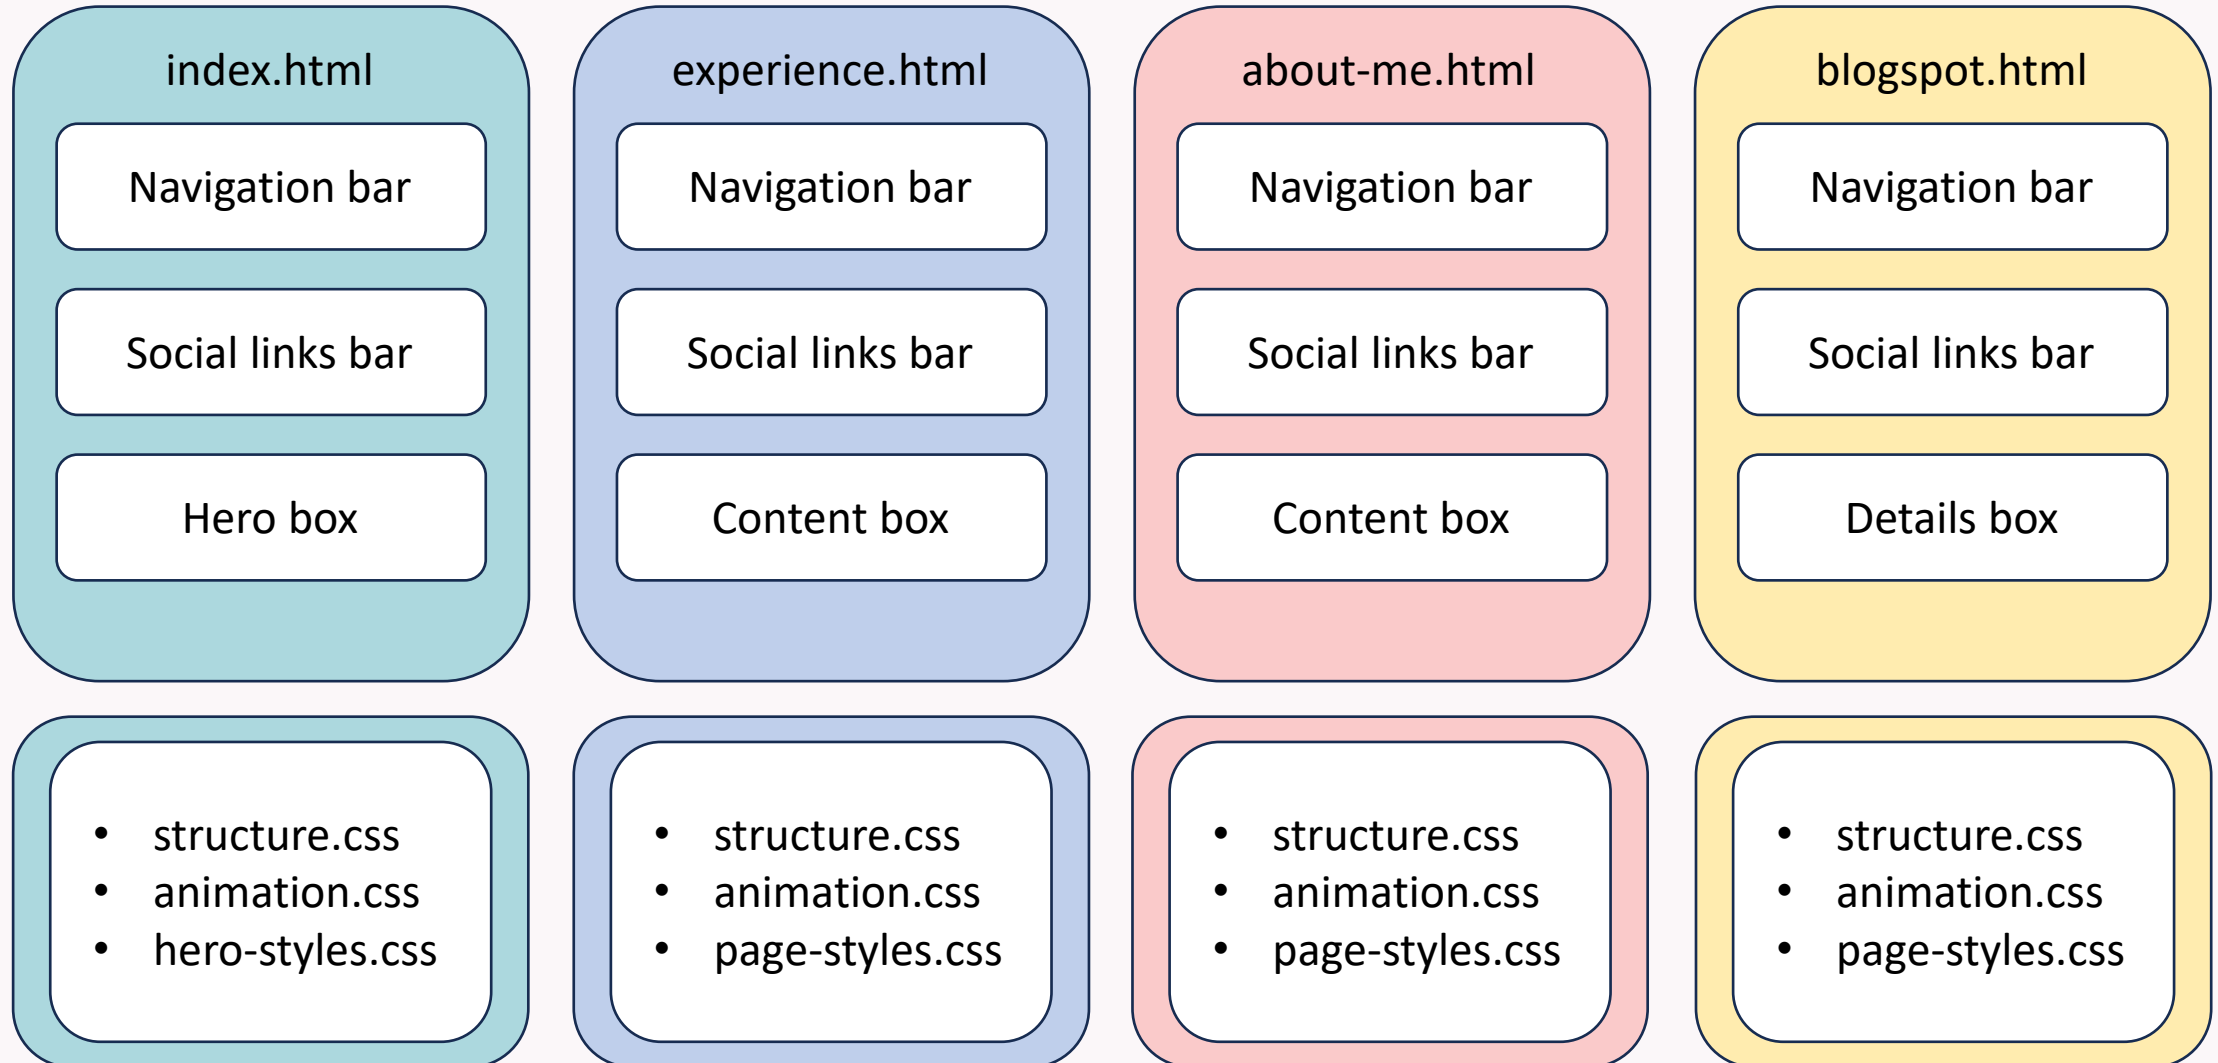 index.html
Navigation bar
Social links bar
Hero box
experience.html
Navigation bar
Social links bar
Content box
about-me.html
Navigation bar
Social links bar
Content box
blogspot.html
Navigation bar
Social links bar
Details box
• structure.css
• animation.css
• hero-styles.css
• structure.css
• animation.css
• page-styles.css
• structure.css
• animation.css
• page-styles.css
• structure.css
• animation.css
• page-styles.css